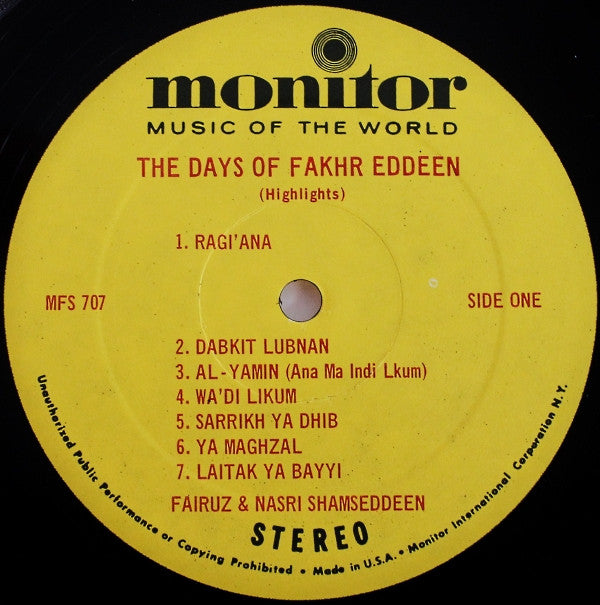 monitor
MUSIC OF THE WORLD
THE DAYS OF FAKHR EDDEEN
(Highlights)
1. RAGI'ANA
MFS 707
SIDE ONE
2. DABKIT LUBNAN
3. AL-YAMIN (Ana Ma Indi Lkum)
4. WA'DI LIKUM
5. SARRIKH YA DHIB
6. YA MAGHZAL
7. LAITAK YA BAYYI
FAIRUZ & NASRI SHAMSEDDEEN
STEREO
Unauthorized Public Performance or Copying Prohibited • Made in U.S.A. • Monitor International Corporation N.Y.